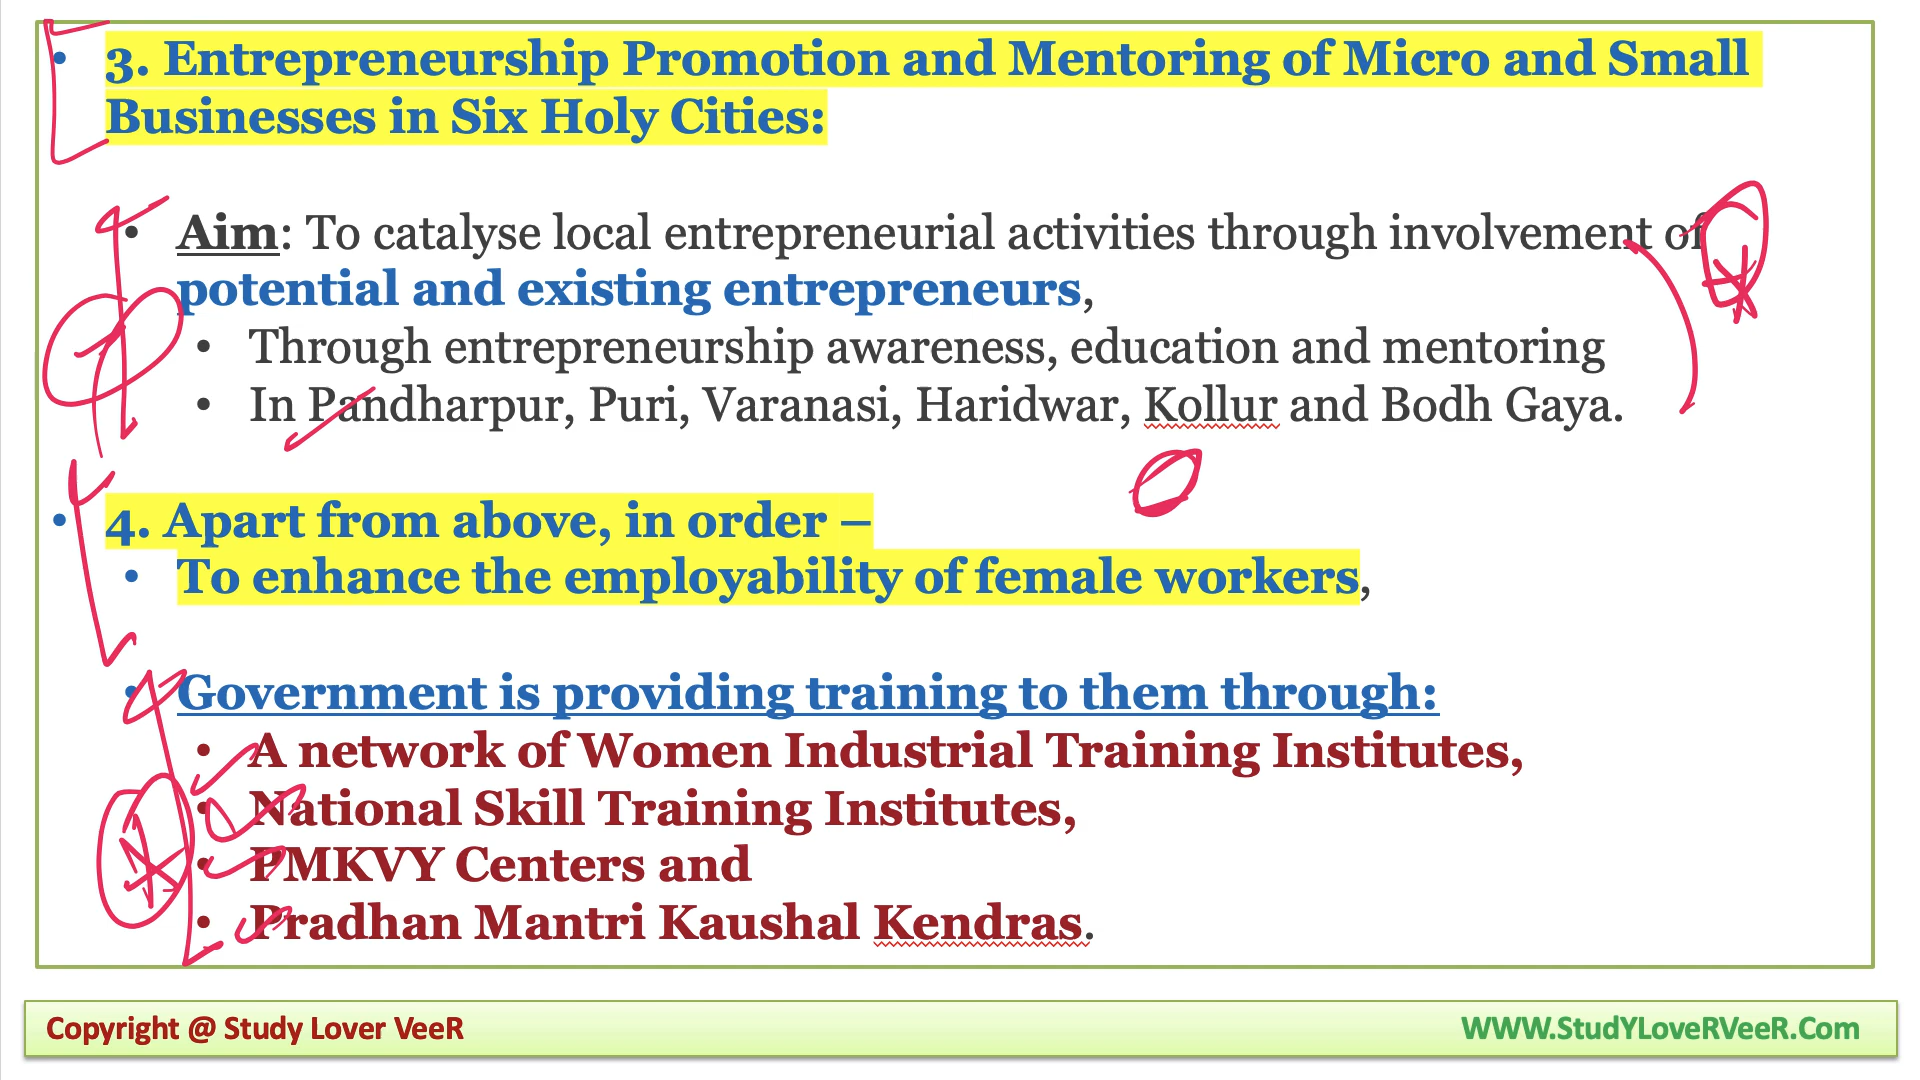 • 3. Entrepreneurship Promotion and Mentoring of Micro and Small
Businesses in Six Holy Cities:
• Aim: To catalyse local entrepreneurial activities through involvement of
potential and existing entrepreneurs,
• Through entrepreneurship awareness, education and mentoring
• In Pandharpur, Puri, Varanasi, Haridwar, Kollur and Bodh Gaya.
• 4. Apart from above, in order –
• To enhance the employability of female workers,
• Government is providing training to them through:
• A network of Women Industrial Training Institutes,
• National Skill Training Institutes,
• PMKVY Centers and
• Pradhan Mantri Kaushal Kendras.
Copyright @ Study Lover VeeR
WWW.StudYLoveRVeeR.Com